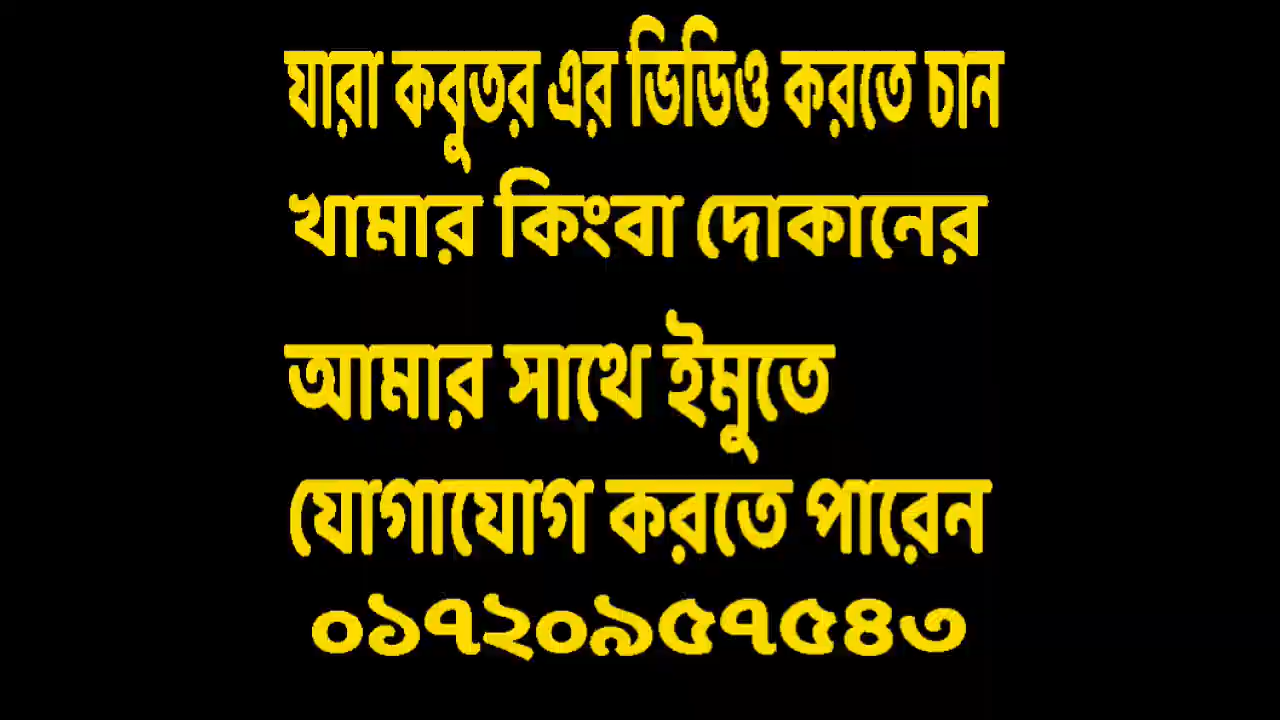 যারা কবুতর এর ভিডিও করতে চান
খামার কিংবা দোকানের
আমার সাথে ইমুতে
যোগাযোগ করতে পারেন
০১৭২০৯৫৭৫৪৩